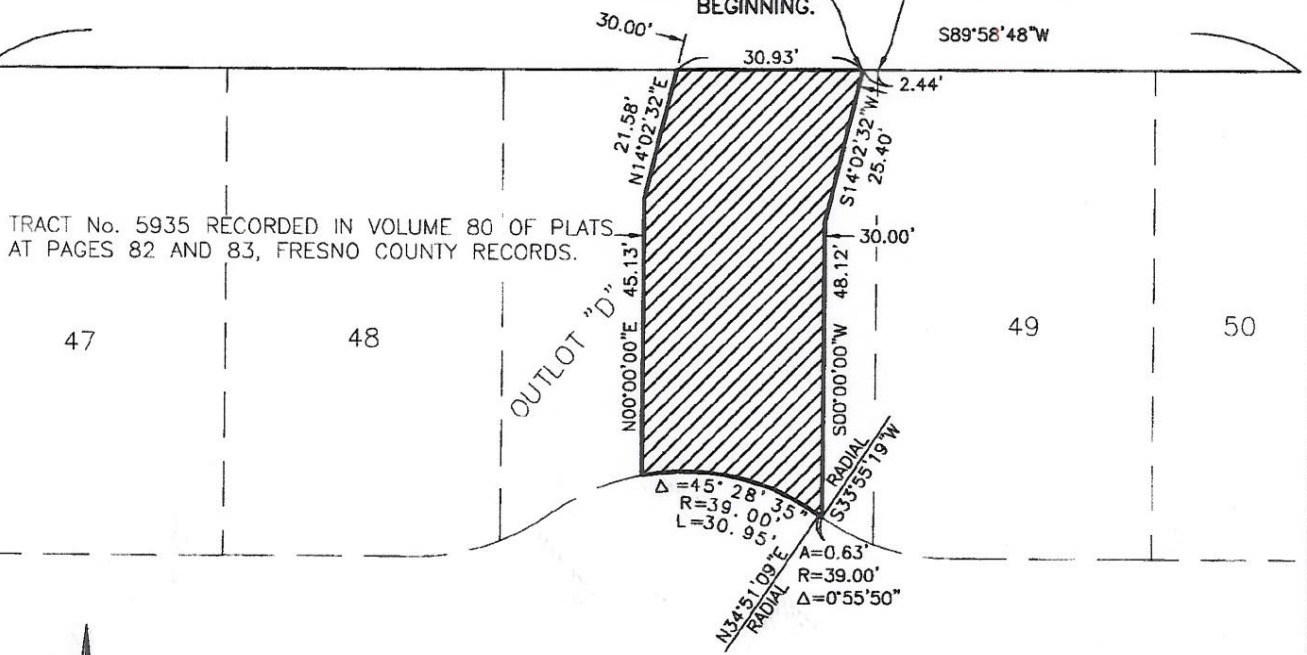 BEGINNING.
30.00'
S89°58'48"W
30.93'
2.44'
21.58'
N14°02'32"E
S14°02'32"W
25.40'
TRACT No. 5935 RECORDED IN VOLUME 80 OF PLATS
AT PAGES 82 AND 83, FRESNO COUNTY RECORDS.
30.00'
45.13'
N00°00'00"E
48.12'
S00°00'00"W
47
48
OUTLOT "D"
49
50
Δ=45°28'35"
R=39.00'
L=30.95'
RADIAL
S33°55'19"W
N34°51'09"E
RADIAL
A=0.63'
R=39.00'
Δ=0°55'50"